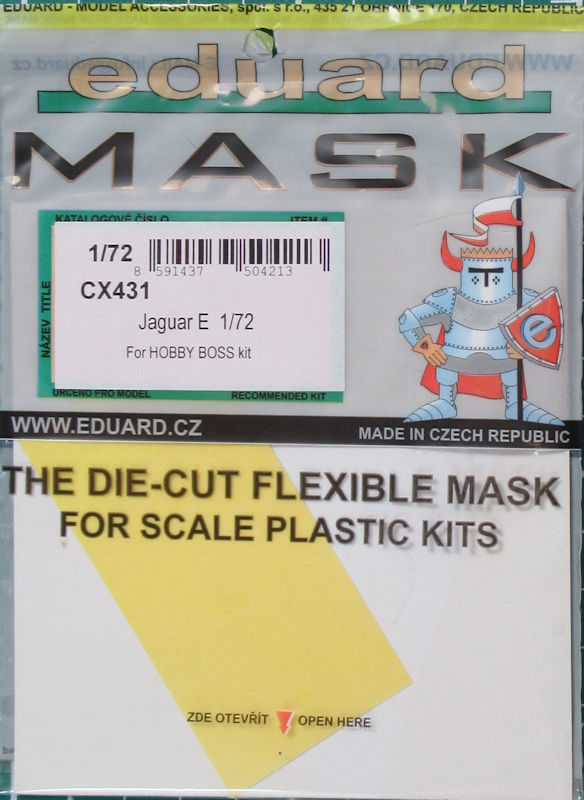 EDUARD - MODEL ACCESSORIES, spol. s r.o., 435 21 OBRNICE 170, CZECH REPUBLIC
eduard
MASK
KATALOGOVÉ ČÍSLO ITEM #
1/72
8 591437 504213
CX431
Jaguar E 1/72
For HOBBY BOSS kit
NÁZEV TITLE
URČENO PRO MODEL RECOMMENDED KIT
e
WWW.EDUARD.CZ
MADE IN CZECH REPUBLIC
THE DIE-CUT FLEXIBLE MASK
FOR SCALE PLASTIC KITS
ZDE OTEVŘÍT OPEN HERE